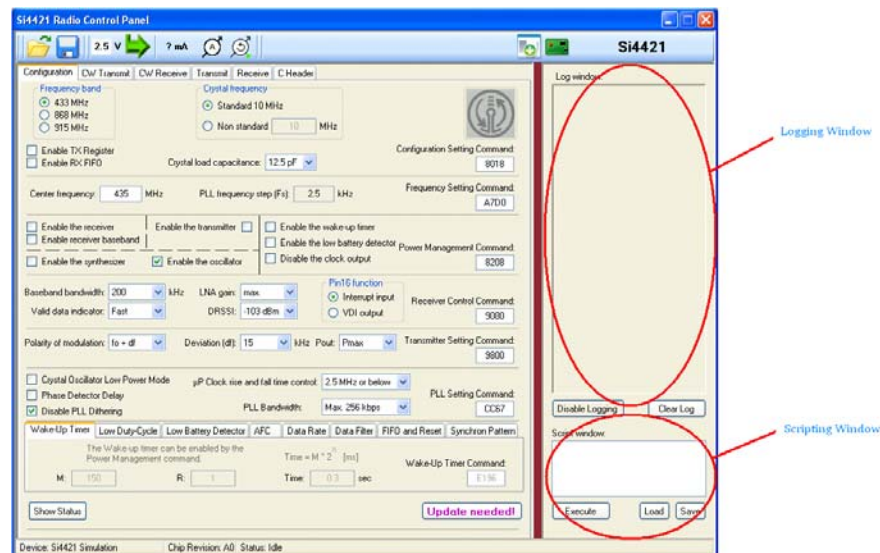 Si4421 Radio Control Panel
2.5 V ? mA A Si4421
Configuration CW Transmit CW Receive Transmit Receive C Header
Frequency band
433 MHz
868 MHz
915 MHz
Crystal frequency
Standard 10 MHz
Non standard 10 MHz
Enable TX Register
Enable RX FIFO
Crystal load capacitance: 12.5 pF
Configuration Setting Command:
8018
Center frequency: 435 MHz PLL frequency step (Fs): 2.5 kHz
Frequency Setting Command:
A7D0
Enable the receiver
Enable receiver baseband
Enable the transmitter
Enable the synthesizer
Enable the oscillator
Enable the wake-up timer
Enable the low battery detector
Disable the clock output
Power Management Command:
8208
Baseband bandwidth: 200 kHz LNA gain: max.
Valid data indicator: Fast DRSSI: -103 dBm
Pin16 function
Interrupt input
VDI output
Receiver Control Command:
9080
Polarity of modulation: fo + df Deviation (df): 15 kHz Pout: Pmax
Transmitter Setting Command:
9800
Crystal Oscillator Low Power Mode
Phase Detector Delay
Disable PLL Dithering
µP Clock rise and fall time control: 2.5 MHz or below
PLL Bandwidth: Max. 256 kbps
PLL Setting Command:
CC67
Wake-Up Timer Low Duty-Cycle Low Battery Detector AFC Data Rate Data Filter FIFO and Reset Synchron Pattern
The Wake-up timer can be enabled by the
Power Management command.
Time = M * 2 [ms]
M: 150 R: 1 Time: 0.3 sec
Wake-Up Timer Command:
E196
Show Status
Update needed!
Device: Si4421 Simulation Chip Revision: A0 Status: Idle
Log window:
Disable Logging Clear Log
Script window:
Execute Load Save
Logging Window
Scripting Window